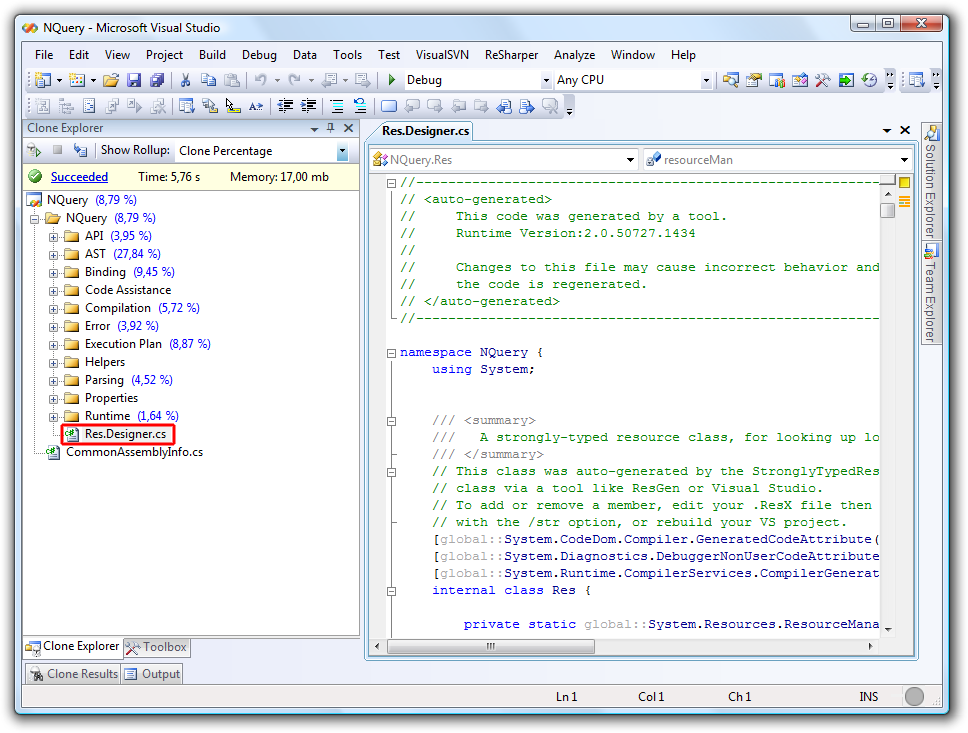 NQuery - Microsoft Visual Studio
File Edit View Project Build Debug Data Tools Test VisualSVN ReSharper Analyze Window Help
Debug Any CPU
Clone Explorer
Show Rollup: Clone Percentage
Succeeded Time: 5,76 s Memory: 17,00 mb
NQuery (8,79 %)
NQuery (8,79 %)
API (3,95 %)
AST (27,84 %)
Binding (9,45 %)
Code Assistance
Compilation (5,72 %)
Error (3,92 %)
Execution Plan (8,87 %)
Helpers
Parsing (4,52 %)
Properties
Runtime (1,64 %)
Res.Designer.cs
CommonAssemblyInfo.cs
Clone Explorer Toolbox
Clone Results Output
Res.Designer.cs
NQuery.Res resourceMan
//------------------------------------------------------------
// <auto-generated>
//     This code was generated by a tool.
//     Runtime Version:2.0.50727.1434
//
//     Changes to this file may cause incorrect behavior and
//     the code is regenerated.
// </auto-generated>
//------------------------------------------------------------
namespace NQuery {
using System;
/// <summary>
///   A strongly-typed resource class, for looking up lo
/// </summary>
// This class was auto-generated by the StronglyTypedRes
// class via a tool like ResGen or Visual Studio.
// To add or remove a member, edit your .ResX file then
// with the /str option, or rebuild your VS project.
[global::System.CodeDom.Compiler.GeneratedCodeAttribute(
[global::System.Diagnostics.DebuggerNonUserCodeAttribute
[global::System.Runtime.CompilerServices.CompilerGenerat
internal class Res {
private static global::System.Resources.ResourceMana
Solution Explorer
Team Explorer
Ln 1 Col 1 Ch 1 INS